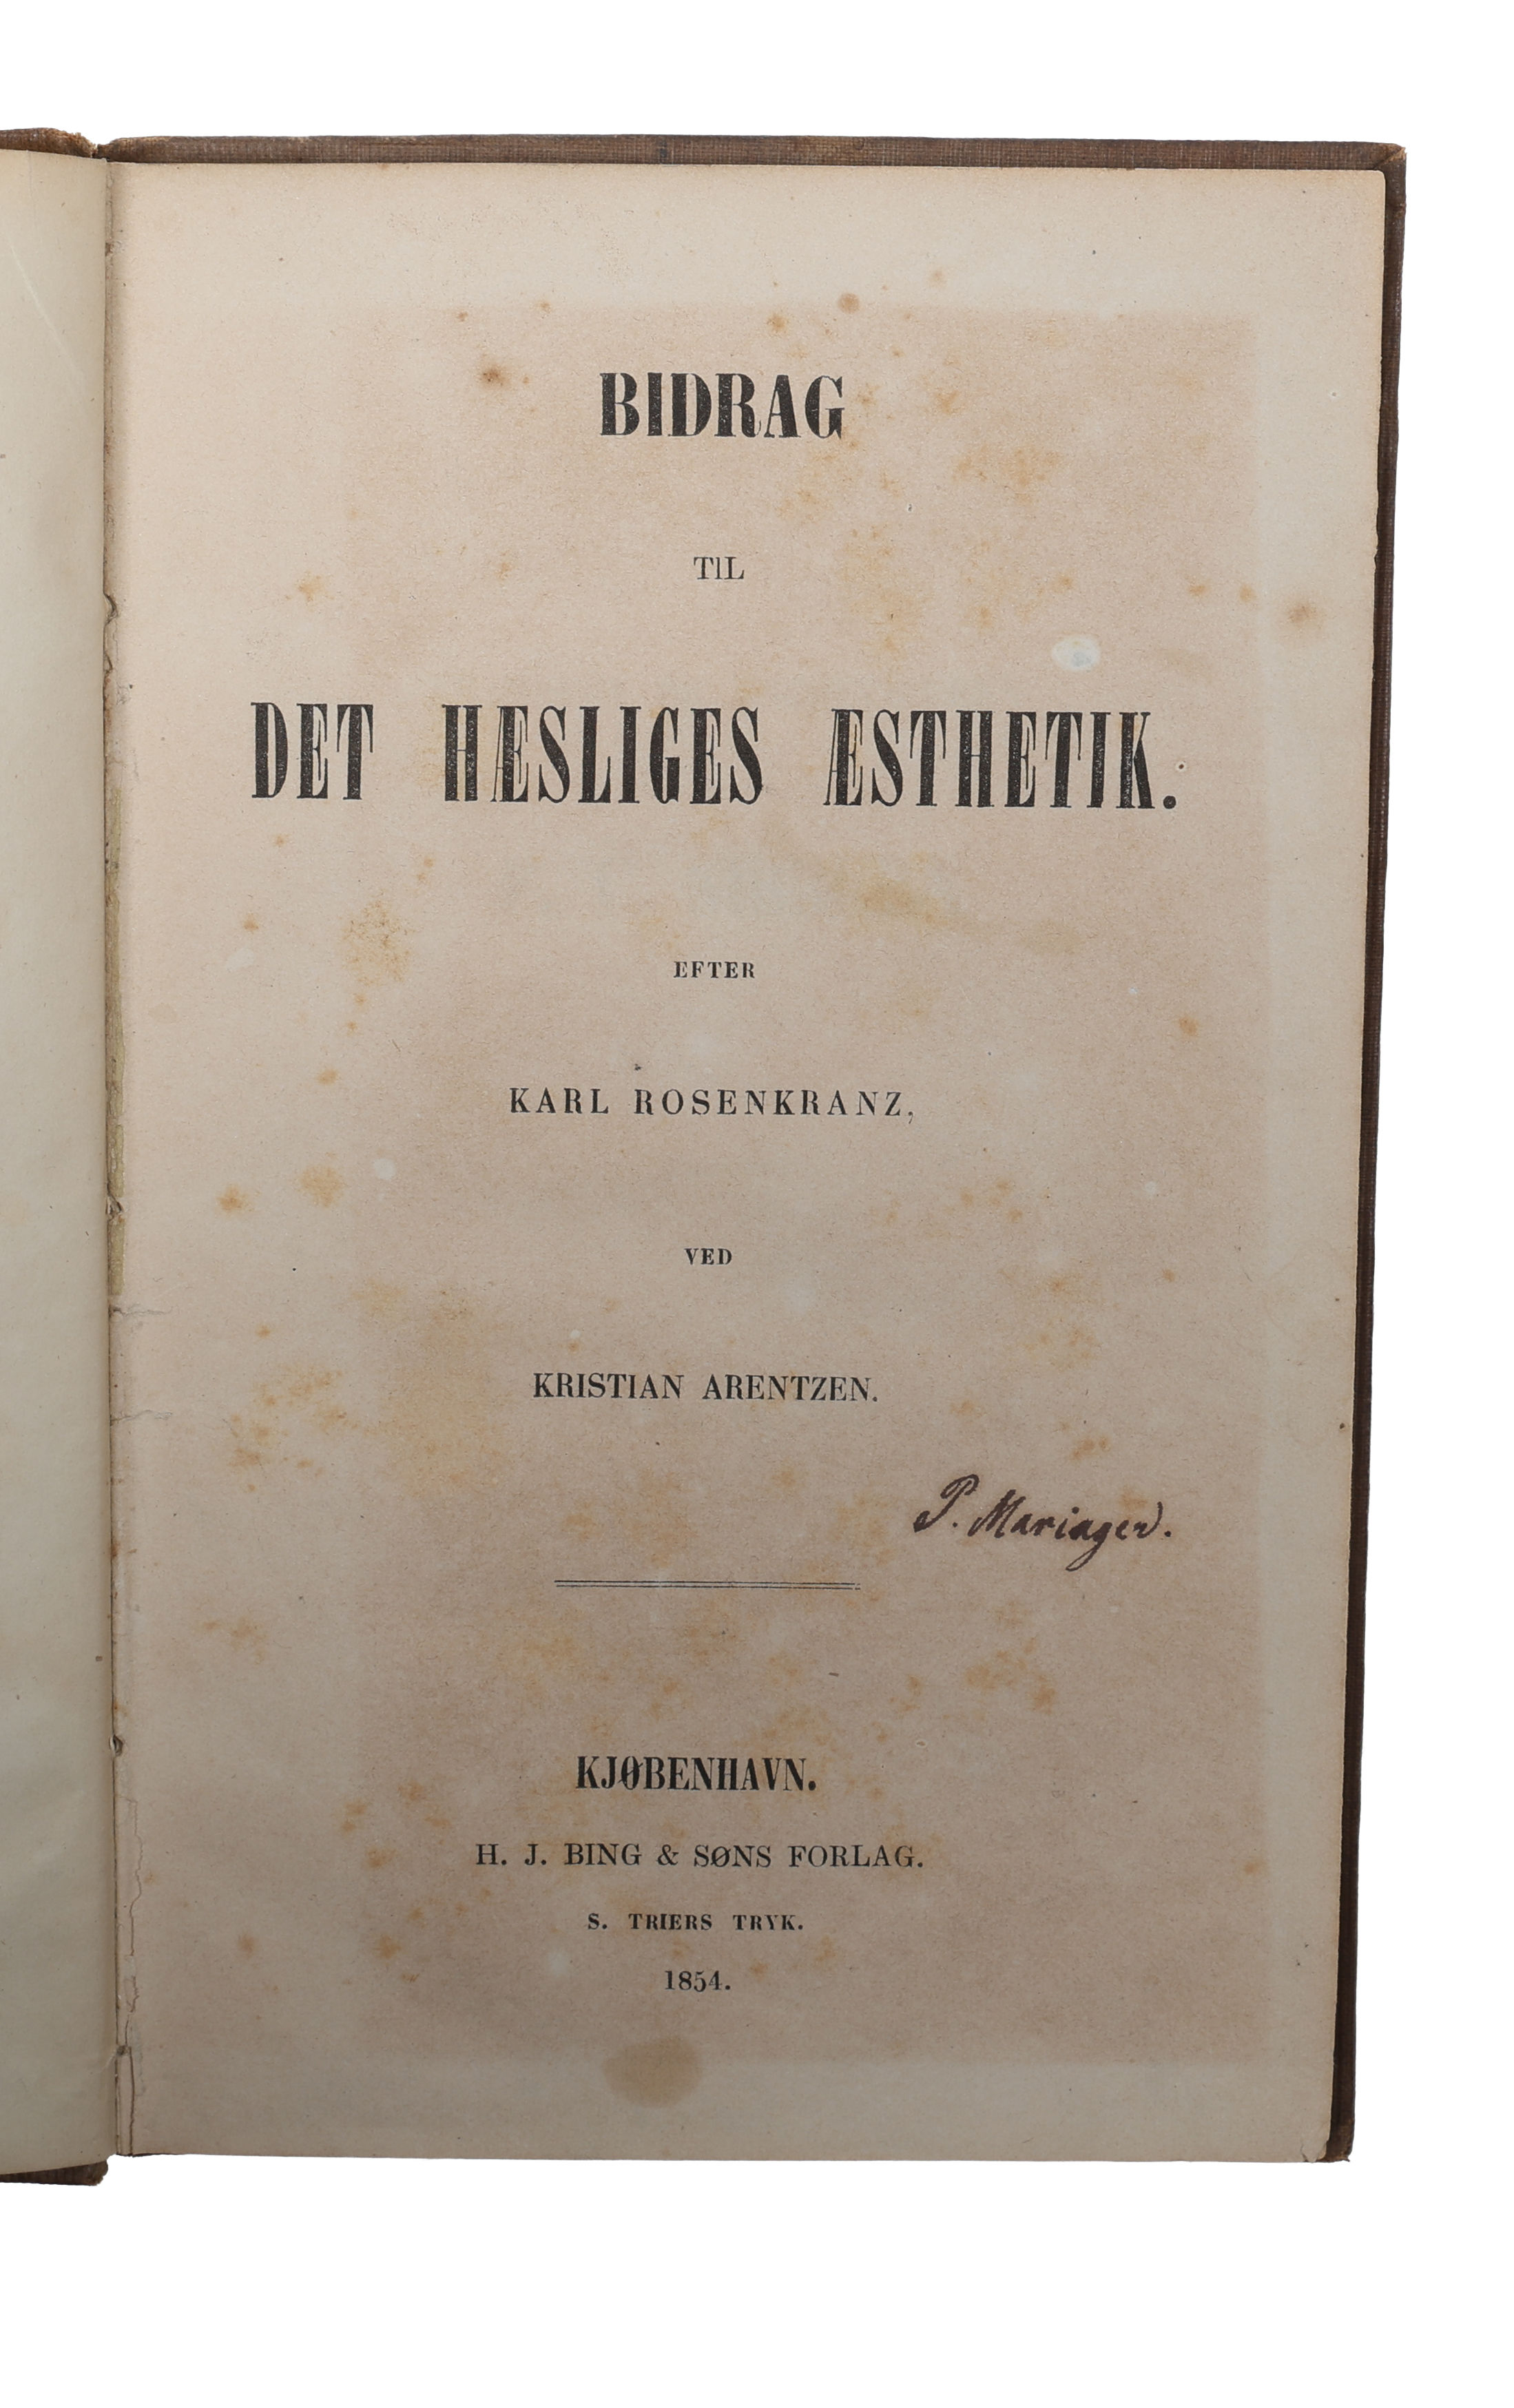 BIDRAG
TIL
DET HÆSLIGES ÆSTHETIK.
EFTER
KARL ROSENKRANZ,
VED
KRISTIAN ARENTZEN.
P. Mariager.
KJØBENHAVN.
H. J. BING & SØNS FORLAG.
S. TRIERS TRYK.
1854.